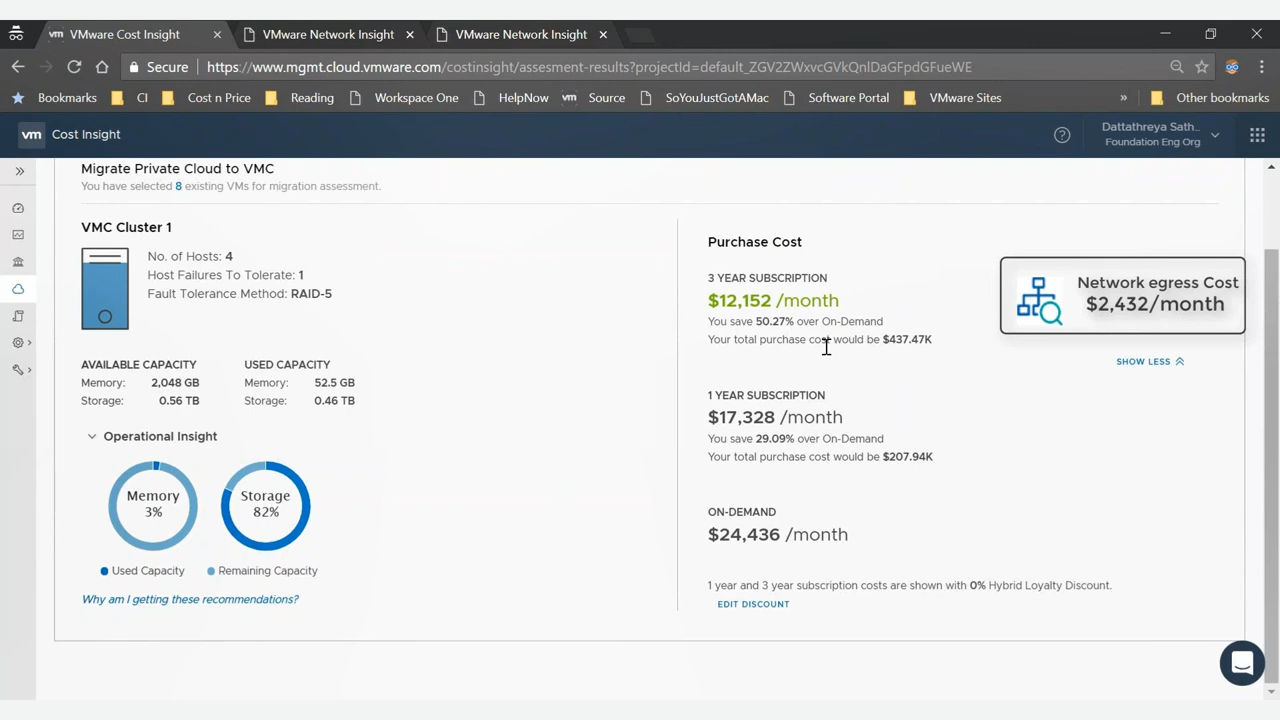 VMware Cost Insight
VMware Network Insight
VMware Network Insight
Secure https://www.mgmt.cloud.vmware.com/costinsight/assesment-results?projectId=default_ZGV2ZWxvcGVkQnlDaGFpdGFueWE
Bookmarks CI Cost n Price Reading Workspace One HelpNow vm Source SoYouJustGotAMac Software Portal VMware Sites » Other bookmarks
vm Cost Insight
Dattathreya Sath..
Foundation Eng Org
Migrate Private Cloud to VMC
You have selected 8 existing VMs for migration assessment.
VMC Cluster 1
No. of Hosts: 4
Host Failures To Tolerate: 1
Fault Tolerance Method: RAID-5
AVAILABLE CAPACITY
Memory: 2,048 GB
Storage: 0.56 TB
USED CAPACITY
Memory: 52.5 GB
Storage: 0.46 TB
Operational Insight
Memory
3%
Storage
82%
Used Capacity
Remaining Capacity
Why am I getting these recommendations?
Purchase Cost
3 YEAR SUBSCRIPTION
$12,152 /month
You save 50.27% over On-Demand
Your total purchase cost would be $437.47K
Network egress Cost
$2,432/month
SHOW LESS
1 YEAR SUBSCRIPTION
$17,328 /month
You save 29.09% over On-Demand
Your total purchase cost would be $207.94K
ON-DEMAND
$24,436 /month
1 year and 3 year subscription costs are shown with 0% Hybrid Loyalty Discount.
EDIT DISCOUNT